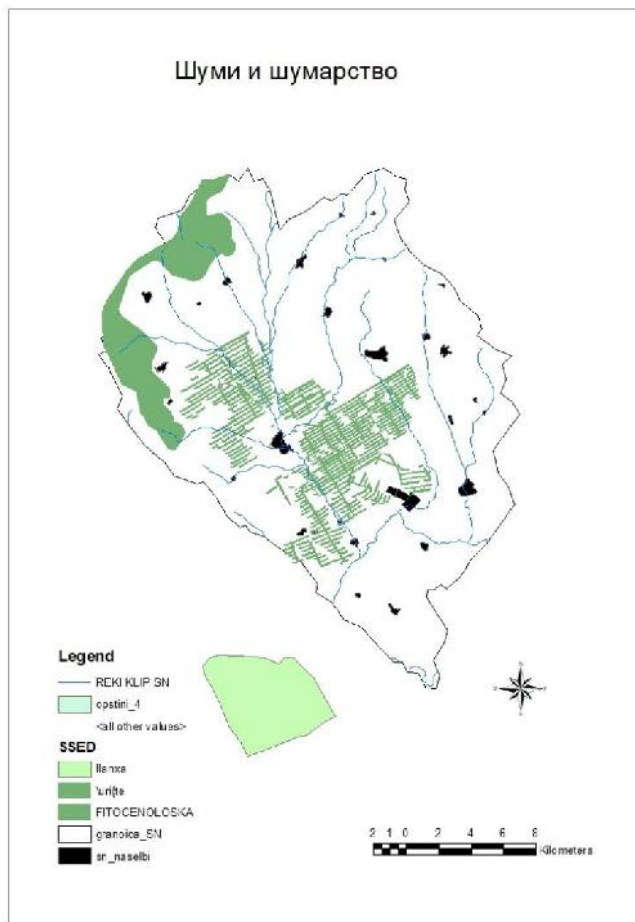 Шуми и шумарство
Legend
REKI KLIP SN
opstini_4
<all other values>
SSED
FITOCENOLOSKA
granoica_SN
sn_naselbi
2 1 0 2 4 6 8
Kilometers